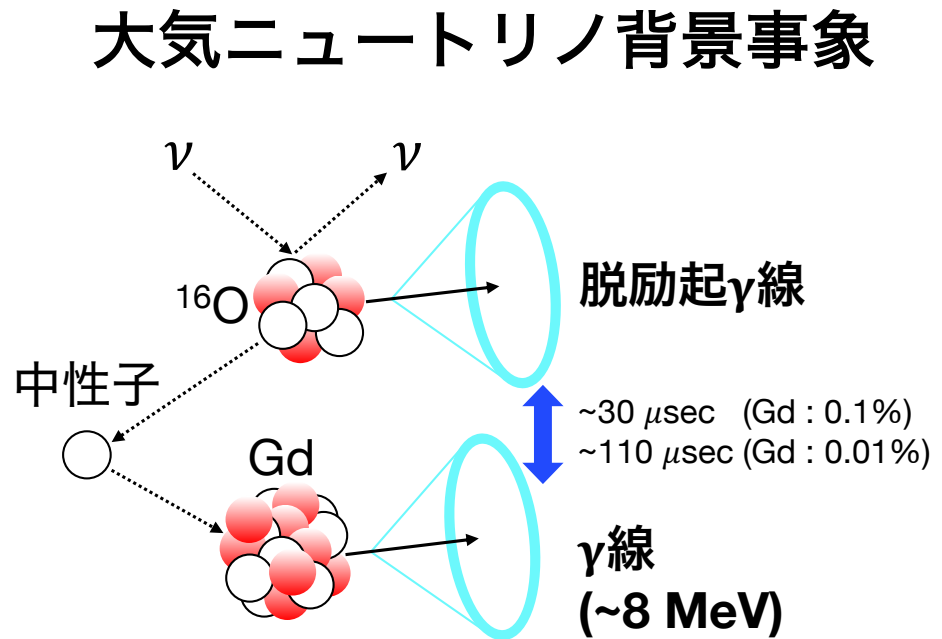 大気ニュートリノ背景事象
ν ν
¹⁶O
脱励起γ線
中性子
~30 μsec (Gd : 0.1%)
~110 μsec (Gd : 0.01%)
Gd
γ線
(~8 MeV)